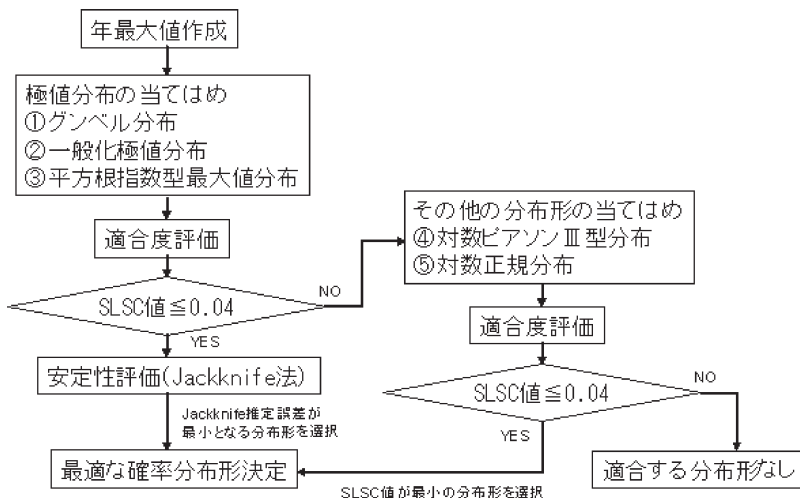 年最大値作成
極値分布の当てはめ
①グンベル分布
②一般化極値分布
③平方根指数型最大値分布
適合度評価
SLSC値≦0.04
NO
YES
安定性評価(Jackknife法)
Jackknife推定誤差が
最小となる分布形を選択
最適な確率分布形決定
その他の分布形の当てはめ
④対数ピアソンⅢ型分布
⑤対数正規分布
適合度評価
SLSC値≦0.04
NO
YES
SLSC値が最小の分布形を選択
適合する分布形なし